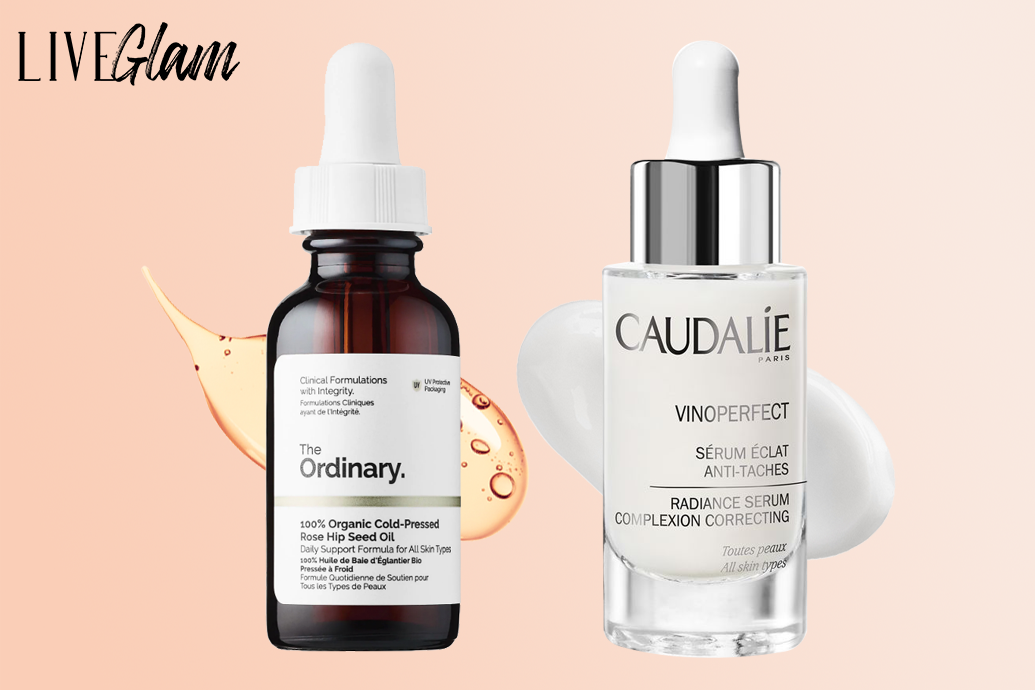 LIVEGlam
Clinical Formulations
with Integrity.
Formulations Cliniques
ayant de l'Intégrité.
UV
UV Protective
Packaging
The
Ordinary.
100% Organic Cold-Pressed
Rose Hip Seed Oil
Daily Support Formula for All Skin Types
100% Huile de Baie d'Églantier Bio
Pressée à Froid
Formule Quotidienne de Soutien pour
Tous les Types de Peaux
CAUDALÍE
PARIS
VINOPERFECT
SÉRUM ÉCLAT
ANTI-TACHES
RADIANCE SERUM
COMPLEXION CORRECTING
Toutes peaux
All skin types